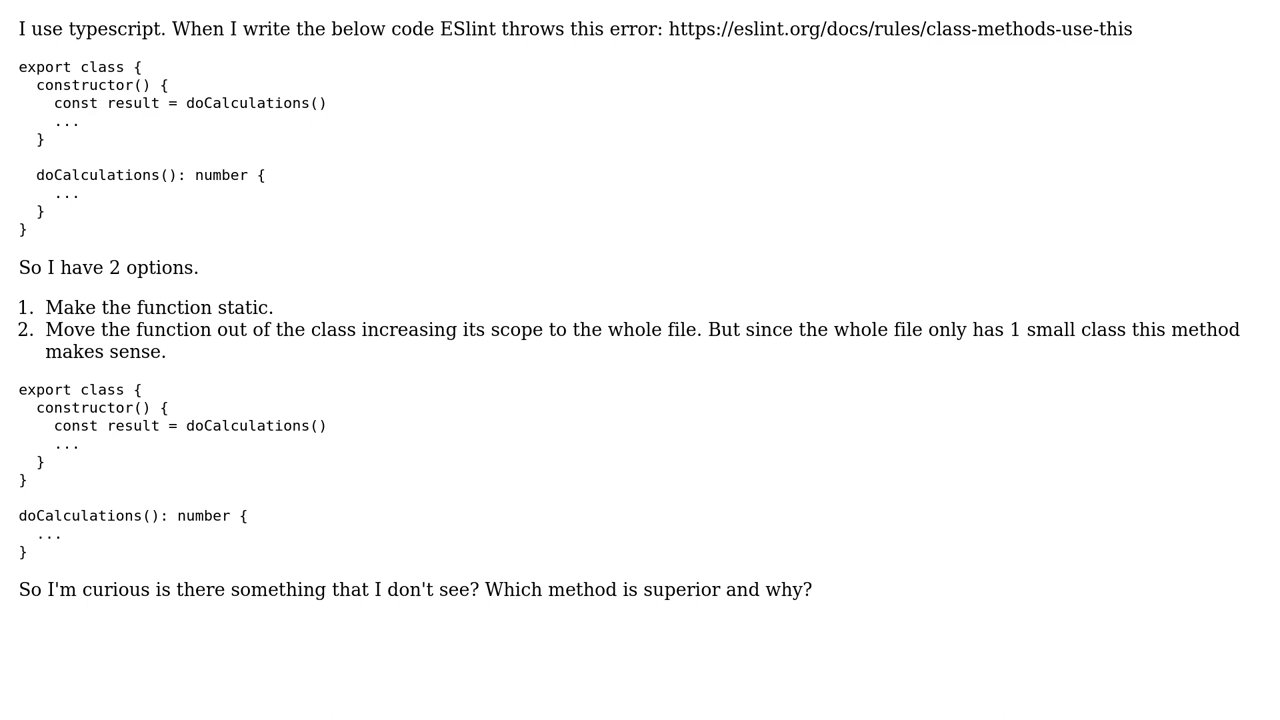 I use typescript. When I write the below code ESlint throws this error: https://eslint.org/docs/rules/class-methods-use-this
export class {
  constructor() {
    const result = doCalculations()
    ...
  }
  doCalculations(): number {
    ...
  }
}
So I have 2 options.
1. Make the function static.
2. Move the function out of the class increasing its scope to the whole file. But since the whole file only has 1 small class this method
makes sense.
export class {
  constructor() {
    const result = doCalculations()
    ...
  }
}
doCalculations(): number {
  ...
}
So I'm curious is there something that I don't see? Which method is superior and why?